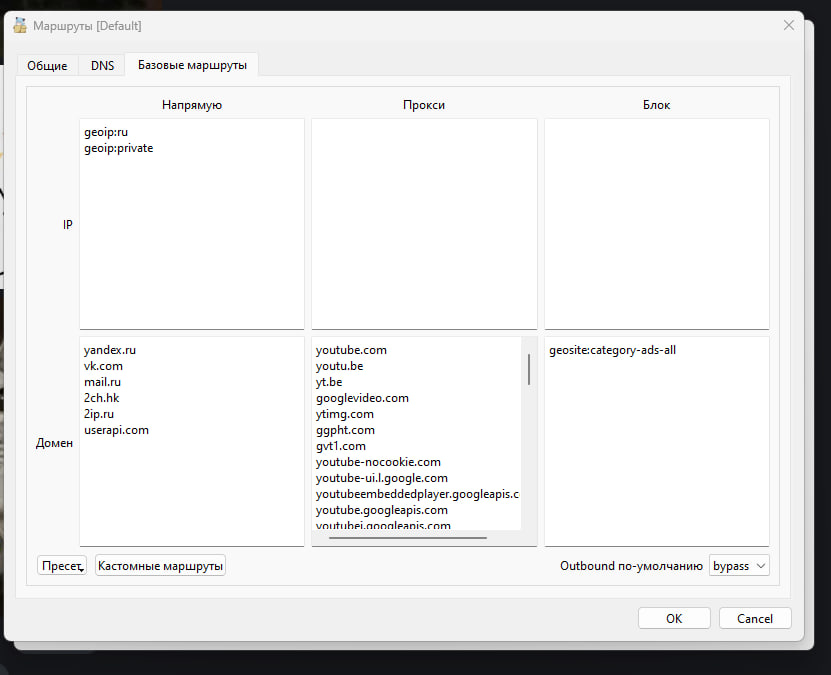 Маршруты [Default]
Общие
DNS
Базовые маршруты
Напрямую
Прокси
Блок
IP
geoip:ru
geoip:private
Домен
yandex.ru
vk.com
mail.ru
2ch.hk
2ip.ru
userapi.com
youtube.com
youtu.be
yt.be
googlevideo.com
ytimg.com
ggpht.com
gvt1.com
youtube-nocookie.com
youtube-ui.l.google.com
youtubeembeddedplayer.googleapis.c
youtube.googleapis.com
youtubei.googleapis.com
geosite:category-ads-all
Пресет
Кастомные маршруты
Outbound по-умолчанию
bypass
OK
Cancel